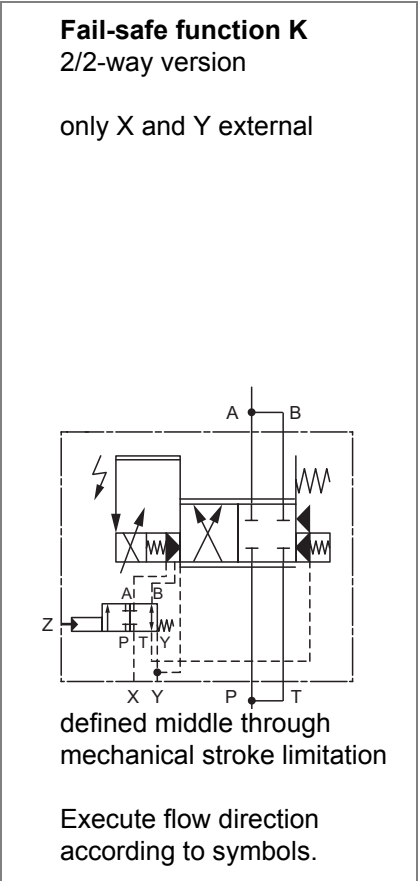 Fail-safe function K
2/2-way version
only X and Y external
A B
A B
Z
P T Y
X Y P T
defined middle through
mechanical stroke limitation
Execute flow direction
according to symbols.